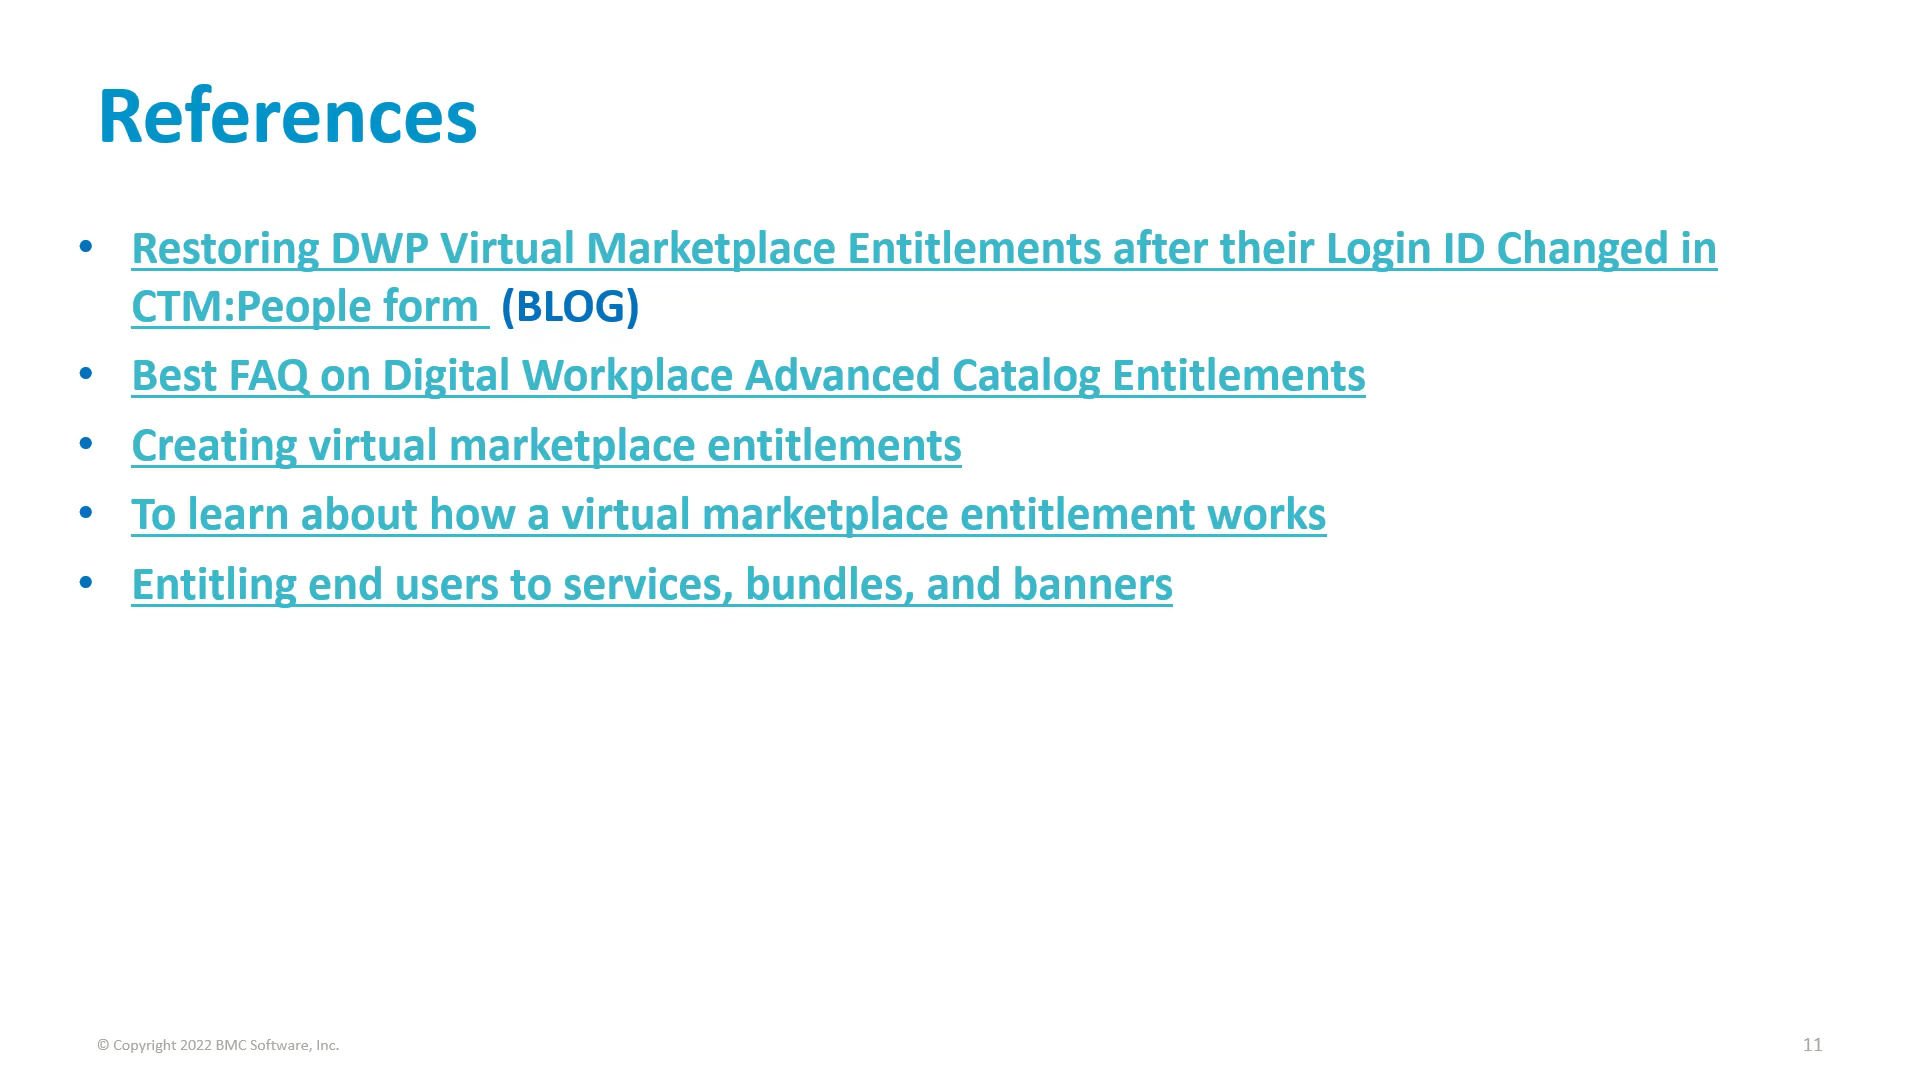 References
• Restoring DWP Virtual Marketplace Entitlements after their Login ID Changed in
CTM:People form  (BLOG)
• Best FAQ on Digital Workplace Advanced Catalog Entitlements
• Creating virtual marketplace entitlements
• To learn about how a virtual marketplace entitlement works
• Entitling end users to services, bundles, and banners
© Copyright 2022 BMC Software, Inc.
11